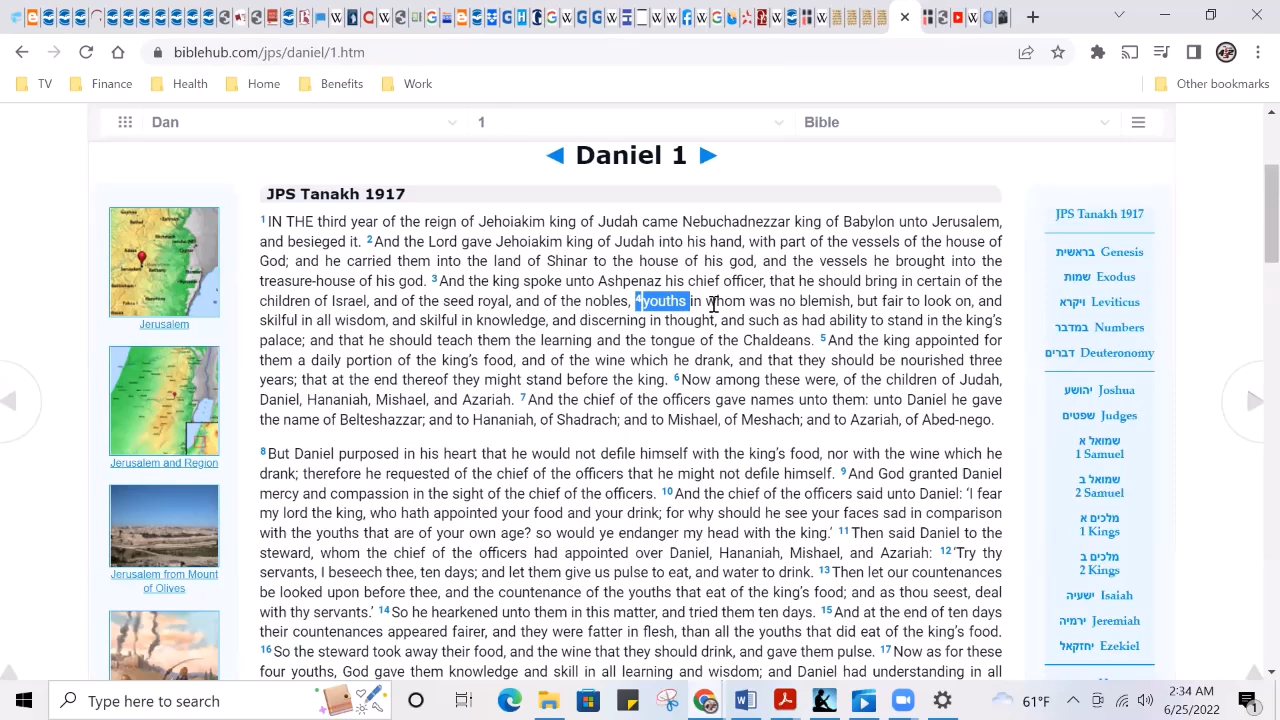 biblehub.com/jps/daniel/1.htm
TV Finance Health Home Benefits Work Other bookmarks
Dan 1 Bible
◄ Daniel 1 ►
JPS Tanakh 1917
1 IN THE third year of the reign of Jehoiakim king of Judah came Nebuchadnezzar king of Babylon unto Jerusalem,
and besieged it. 2 And the Lord gave Jehoiakim king of Judah into his hand, with part of the vessels of the house of
God; and he carried them into the land of Shinar to the house of his god, and the vessels he brought into the
treasure-house of his god. 3 And the king spoke unto Ashpenaz his chief officer, that he should bring in certain of the
children of Israel, and of the seed royal, and of the nobles, 4 youths in whom was no blemish, but fair to look on, and
skilful in all wisdom, and skilful in knowledge, and discerning in thought, and such as had ability to stand in the king's
palace; and that he should teach them the learning and the tongue of the Chaldeans. 5 And the king appointed for
them a daily portion of the king's food, and of the wine which he drank, and that they should be nourished three
years; that at the end thereof they might stand before the king. 6 Now among these were, of the children of Judah,
Daniel, Hananiah, Mishael, and Azariah. 7 And the chief of the officers gave names unto them: unto Daniel he gave
the name of Belteshazzar; and to Hananiah, of Shadrach; and to Mishael, of Meshach; and to Azariah, of Abed-nego.
8 But Daniel purposed in his heart that he would not defile himself with the king's food, nor with the wine which he
drank; therefore he requested of the chief of the officers that he might not defile himself. 9 And God granted Daniel
mercy and compassion in the sight of the chief of the officers. 10 And the chief of the officers said unto Daniel: 'I fear
my lord the king, who hath appointed your food and your drink; for why should he see your faces sad in comparison
with the youths that are of your own age? so would ye endanger my head with the king.' 11 Then said Daniel to the
steward, whom the chief of the officers had appointed over Daniel, Hananiah, Mishael, and Azariah: 12 'Try thy
servants, I beseech thee, ten days; and let them give us pulse to eat, and water to drink. 13 Then let our countenances
be looked upon before thee, and the countenance of the youths that eat of the king's food; and as thou seest, deal
with thy servants.' 14 So he hearkened unto them in this matter, and tried them ten days. 15 And at the end of ten days
their countenances appeared fairer, and they were fatter in flesh, than all the youths that did eat of the king's food.
16 So the steward took away their food, and the wine that they should drink, and gave them pulse. 17 Now as for these
four youths, God gave them knowledge and skill in all learning and wisdom; and Daniel had understanding in all
Jerusalem
Jerusalem and Region
Jerusalem from Mount
of Olives
JPS Tanakh 1917
בראשית Genesis
שמות Exodus
ויקרא Leviticus
במדבר Numbers
דברים Deuteronomy
יהושע Joshua
שפטים Judges
שמואל א
1 Samuel
שמואל ב
2 Samuel
מלכים א
1 Kings
מלכים ב
2 Kings
ישעיה Isaiah
ירמיה Jeremiah
יחזקאל Ezekiel
Type here to search
61°F
2:34 AM
6/25/2022